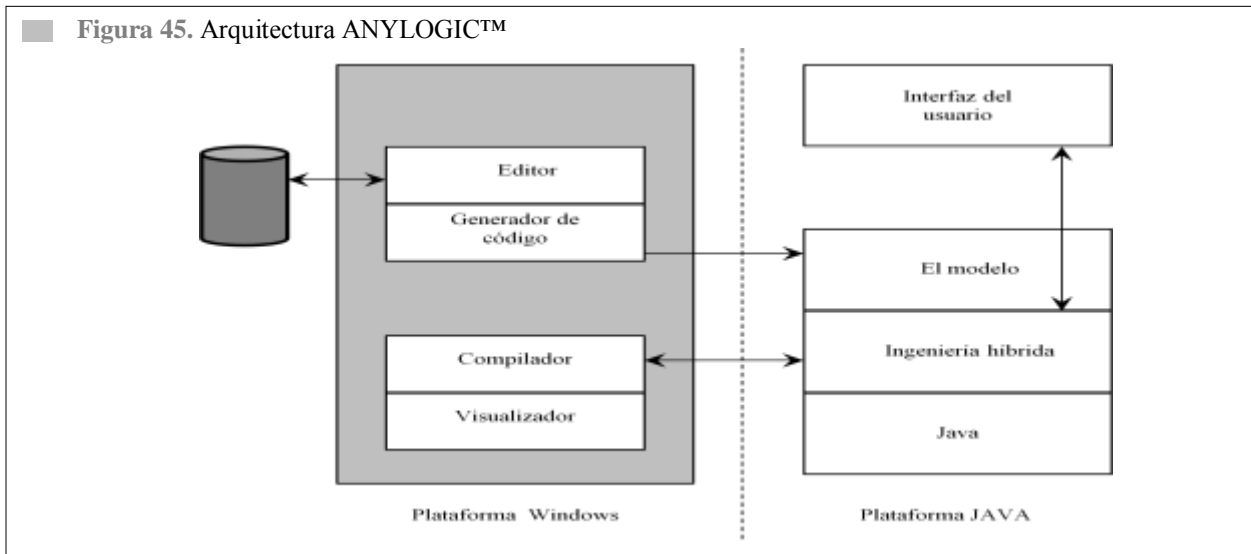 Figura 45. Arquitectura ANYLOGIC™
Editor
Generador de
código
Compilador
Visualizador
Plataforma Windows
Interfaz del
usuario
El modelo
Ingeniería híbrida
Java
Plataforma JAVA